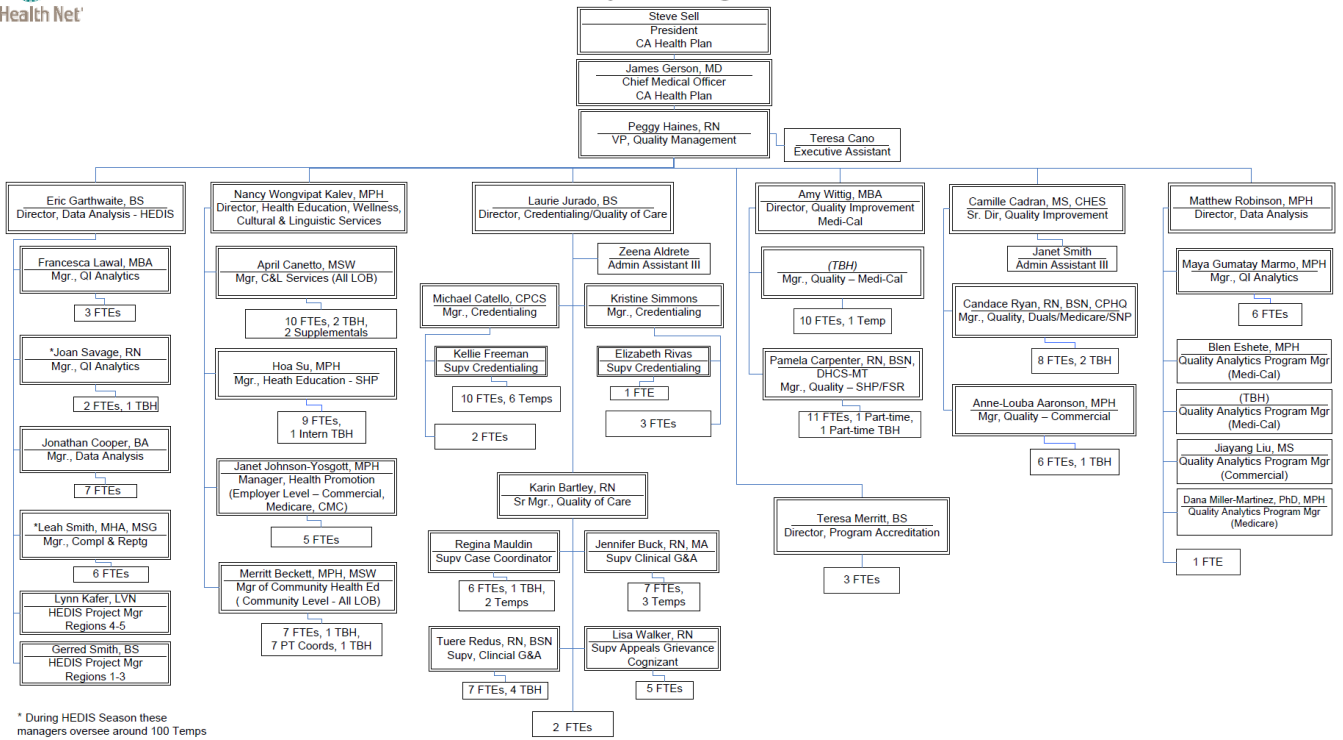 Health Net'
Steve Sell
President
CA Health Plan
James Gerson, MD
Chief Medical Officer
CA Health Plan
Peggy Haines, RN
VP, Quality Management
Teresa Cano
Executive Assistant
Eric Garthwaite, BS
Director, Data Analysis - HEDIS
Francesca Lawal, MBA
Mgr., QI Analytics
3 FTEs
*Joan Savage, RN
Mgr., QI Analytics
2 FTEs, 1 TBH
Jonathan Cooper, BA
Mgr., Data Analysis
7 FTEs
*Leah Smith, MHA, MSG
Mgr., Compl & Reptg
6 FTEs
Lynn Kafer, LVN
HEDIS Project Mgr
Regions 4-5
Gerred Smith, BS
HEDIS Project Mgr
Regions 1-3
* During HEDIS Season these
managers oversee around 100 Temps
Nancy Wongvipat Kalev, MPH
Director, Health Education, Wellness,
Cultural & Linguistic Services
April Canetto, MSW
Mgr, C&L Services (All LOB)
10 FTEs, 2 TBH,
2 Supplementals
Hoa Su, MPH
Mgr., Heath Education - SHP
9 FTEs,
1 Intern TBH
Janet Johnson-Yosgott, MPH
Manager, Health Promotion
(Employer Level – Commercial,
Medicare, CMC)
5 FTEs
Merritt Beckett, MPH, MSW
Mgr of Community Health Ed
( Community Level - All LOB)
7 FTEs, 1 TBH,
7 PT Coords, 1 TBH
Laurie Jurado, BS
Director, Credentialing/Quality of Care
Zeena Aldrete
Admin Assistant III
Michael Catello, CPCS
Mgr., Credentialing
Kellie Freeman
Supv Credentialing
10 FTEs, 6 Temps
2 FTEs
Kristine Simmons
Mgr., Credentialing
Elizabeth Rivas
Supv Credentialing
1 FTE
3 FTEs
Karin Bartley, RN
Sr Mgr., Quality of Care
Regina Mauldin
Supv Case Coordinator
6 FTEs, 1 TBH,
2 Temps
Jennifer Buck, RN, MA
Supv Clinical G&A
7 FTEs,
3 Temps
Tuere Redus, RN, BSN
Supv, Clincial G&A
7 FTEs, 4 TBH
Lisa Walker, RN
Supv Appeals Grievance
Cognizant
5 FTEs
2 FTEs
Amy Wittig, MBA
Director, Quality Improvement
Medi-Cal
(TBH)
Mgr., Quality – Medi-Cal
10 FTEs, 1 Temp
Pamela Carpenter, RN, BSN,
DHCS-MT
Mgr., Quality – SHP/FSR
11 FTEs, 1 Part-time,
1 Part-time TBH
Teresa Merritt, BS
Director, Program Accreditation
3 FTEs
Camille Cadran, MS, CHES
Sr. Dir, Quality Improvement
Janet Smith
Admin Assistant III
Candace Ryan, RN, BSN, CPHQ
Mgr., Quality, Duals/Medicare/SNP
8 FTEs, 2 TBH
Anne-Louba Aaronson, MPH
Mgr, Quality – Commercial
6 FTEs, 1 TBH
Matthew Robinson, MPH
Director, Data Analysis
Maya Gumatay Marmo, MPH
Mgr., QI Analytics
6 FTEs
Blen Eshete, MPH
Quality Analytics Program Mgr
(Medi-Cal)
(TBH)
Quality Analytics Program Mgr
(Medi-Cal)
Jiayang Liu, MS
Quality Analytics Program Mgr
(Commercial)
Dana Miller-Martinez, PhD, MPH
Quality Analytics Program Mgr
(Medicare)
1 FTE